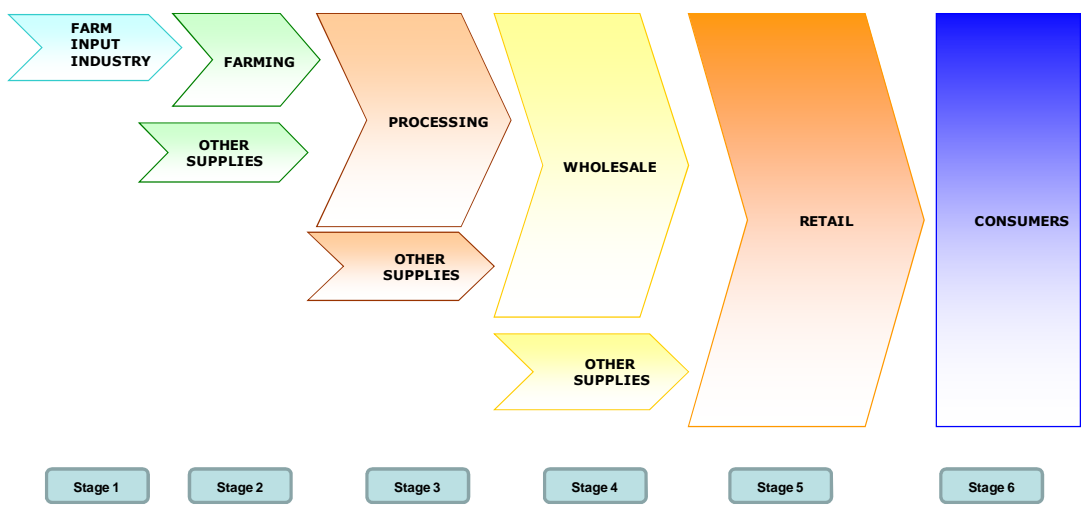 FARM
INPUT
INDUSTRY
FARMING
OTHER
SUPPLIES
PROCESSING
OTHER
SUPPLIES
WHOLESALE
OTHER
SUPPLIES
RETAIL
CONSUMERS
Stage 1
Stage 2
Stage 3
Stage 4
Stage 5
Stage 6